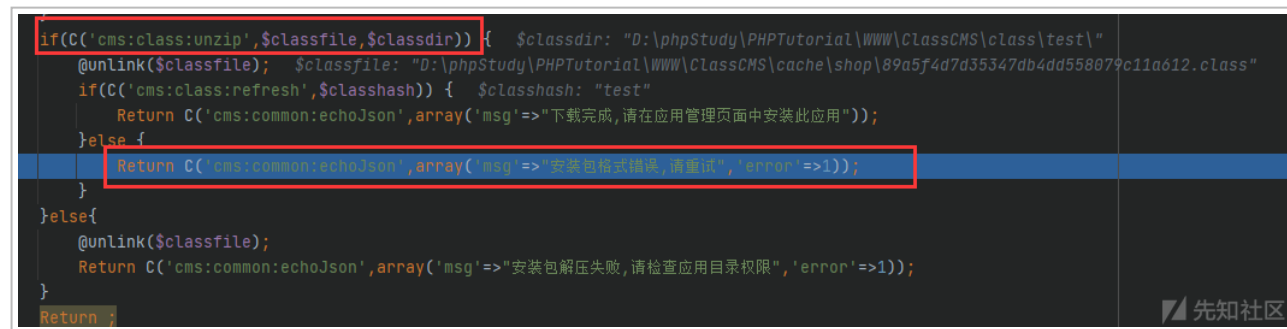 }
if(C('cms:class:unzip',$classfile,$classdir)) { $classdir: "D:\phpStudy\PHPTutorial\WWW\ClassCMS\class\test\"
@unlink($classfile); $classfile: "D:\phpStudy\PHPTutorial\WWW\ClassCMS\cache\shop\89a5f4d7d35347db4dd558079c11a612.class"
if(C('cms:class:refresh',$classhash)) { $classhash: "test"
Return C('cms:common:echoJson',array('msg'=>"下载完成,请在应用管理页面中安装此应用"));
}else {
Return C('cms:common:echoJson',array('msg'=>"安装包格式错误,请重试",'error'=>1));
}
}else{
@unlink($classfile);
Return C('cms:common:echoJson',array('msg'=>"安装包解压失败,请检查应用目录权限",'error'=>1));
}
Return ;
先知社区